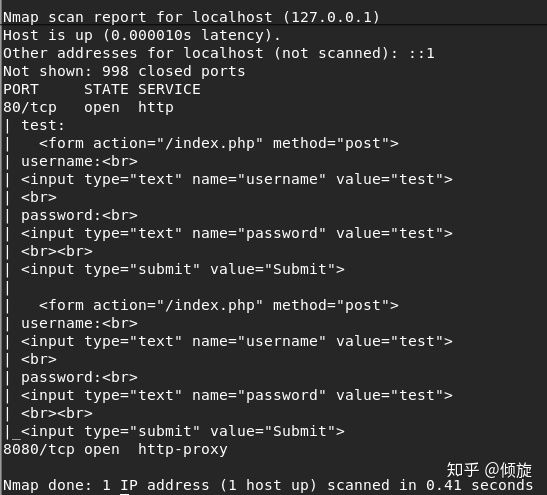 Nmap scan report for localhost (127.0.0.1)
Host is up (0.000010s latency).
Other addresses for localhost (not scanned): ::1
Not shown: 998 closed ports
PORT     STATE SERVICE
80/tcp   open  http
| test:
|   <form action="/index.php" method="post">
| username:<br>
| <input type="text" name="username" value="test">
| <br>
| password:<br>
| <input type="text" name="password" value="test">
| <br><br>
| <input type="submit" value="Submit">
|
|   <form action="/index.php" method="post">
| username:<br>
| <input type="text" name="username" value="test">
| <br>
| password:<br>
| <input type="text" name="password" value="test">
| <br><br>
|_<input type="submit" value="Submit">
8080/tcp open  http-proxy
知乎 @倾旋
Nmap done: 1 IP address (1 host up) scanned in 0.41 seconds